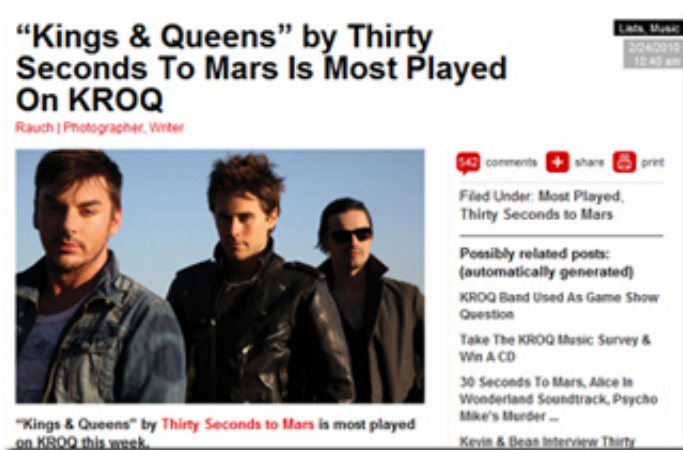 “Kings & Queens” by Thirty
Seconds To Mars Is Most Played
On KROQ
Rauch | Photographer, Writer
Lists, Music
2/24/2010
10:40 am
542 comments share print
Filed Under: Most Played,
Thirty Seconds to Mars
Possibly related posts:
(automatically generated)
KROQ Band Used As Game Show
Question
Take The KROQ Music Survey &
Win A CD
30 Seconds To Mars, Alice In
Wonderland Soundtrack, Psycho
Mike's Murder ...
Kevin & Bean Interview Thirty
“Kings & Queens” by Thirty Seconds to Mars is most played
on KROQ this week.